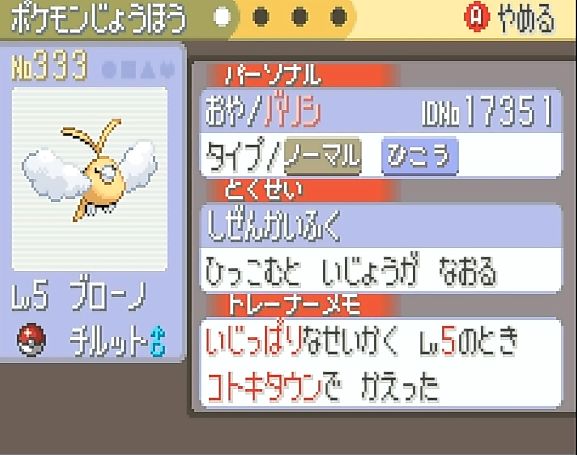 ポケモンじょうほう
Aやめる
No333
Lv5 ブローノ
チルット♂
パーソナル
おや/パリシ IDNo17351
タイプ/ノーマル ひこう
とくせい
しぜんかいふく
ひっこむと いじょうが なおる
トレーナーメモ
いじっぱりなせいかく Lv5のとき
コトキタウンで かえった